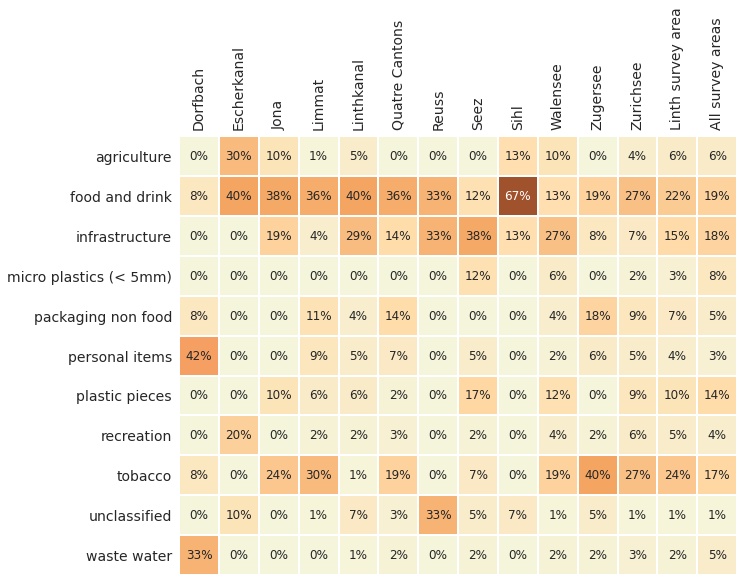 Dorfbach Escherkanal Jona Limmat Linthkanal Quatre Cantons Reuss Seez Sihl Walensee Zugersee Zurichsee Linth survey area All survey areas
agriculture 0% 30% 10% 1% 5% 0% 0% 0% 13% 10% 0% 4% 6% 6%
food and drink 8% 40% 38% 36% 40% 36% 33% 12% 67% 13% 19% 27% 22% 19%
infrastructure 0% 0% 19% 4% 29% 14% 33% 38% 13% 27% 8% 7% 15% 18%
micro plastics (< 5mm) 0% 0% 0% 0% 0% 0% 0% 12% 0% 6% 0% 2% 3% 8%
packaging non food 8% 0% 0% 11% 4% 14% 0% 0% 0% 4% 18% 9% 7% 5%
personal items 42% 0% 0% 9% 5% 7% 0% 5% 0% 2% 6% 5% 4% 3%
plastic pieces 0% 0% 10% 6% 6% 2% 0% 17% 0% 12% 0% 9% 10% 14%
recreation 0% 20% 0% 2% 2% 3% 0% 2% 0% 4% 2% 6% 5% 4%
tobacco 8% 0% 24% 30% 1% 19% 0% 7% 0% 19% 40% 27% 24% 17%
unclassified 0% 10% 0% 1% 7% 3% 33% 5% 7% 1% 5% 1% 1% 1%
waste water 33% 0% 0% 0% 1% 2% 0% 2% 0% 2% 2% 3% 2% 5%